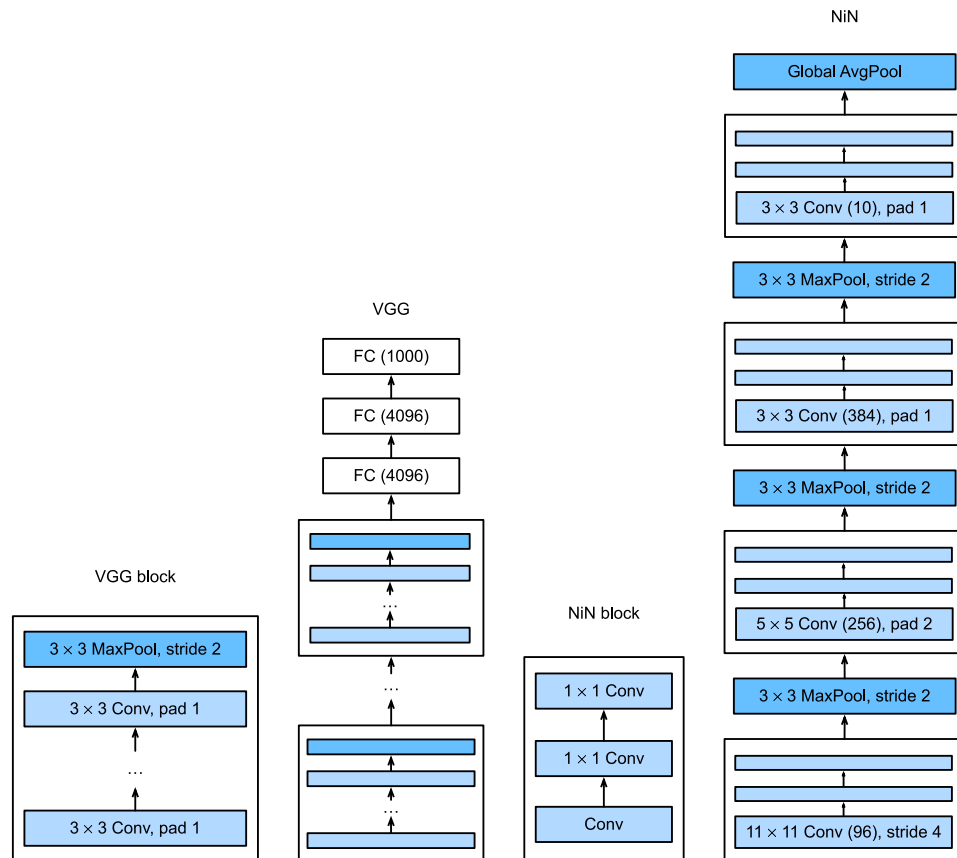 VGG block
3 × 3 MaxPool, stride 2
3 × 3 Conv, pad 1
...
3 × 3 Conv, pad 1
VGG
FC (1000)
FC (4096)
FC (4096)
...
...
...
NiN block
1 × 1 Conv
1 × 1 Conv
Conv
NiN
Global AvgPool
3 × 3 Conv (10), pad 1
3 × 3 MaxPool, stride 2
3 × 3 Conv (384), pad 1
3 × 3 MaxPool, stride 2
5 × 5 Conv (256), pad 2
3 × 3 MaxPool, stride 2
11 × 11 Conv (96), stride 4